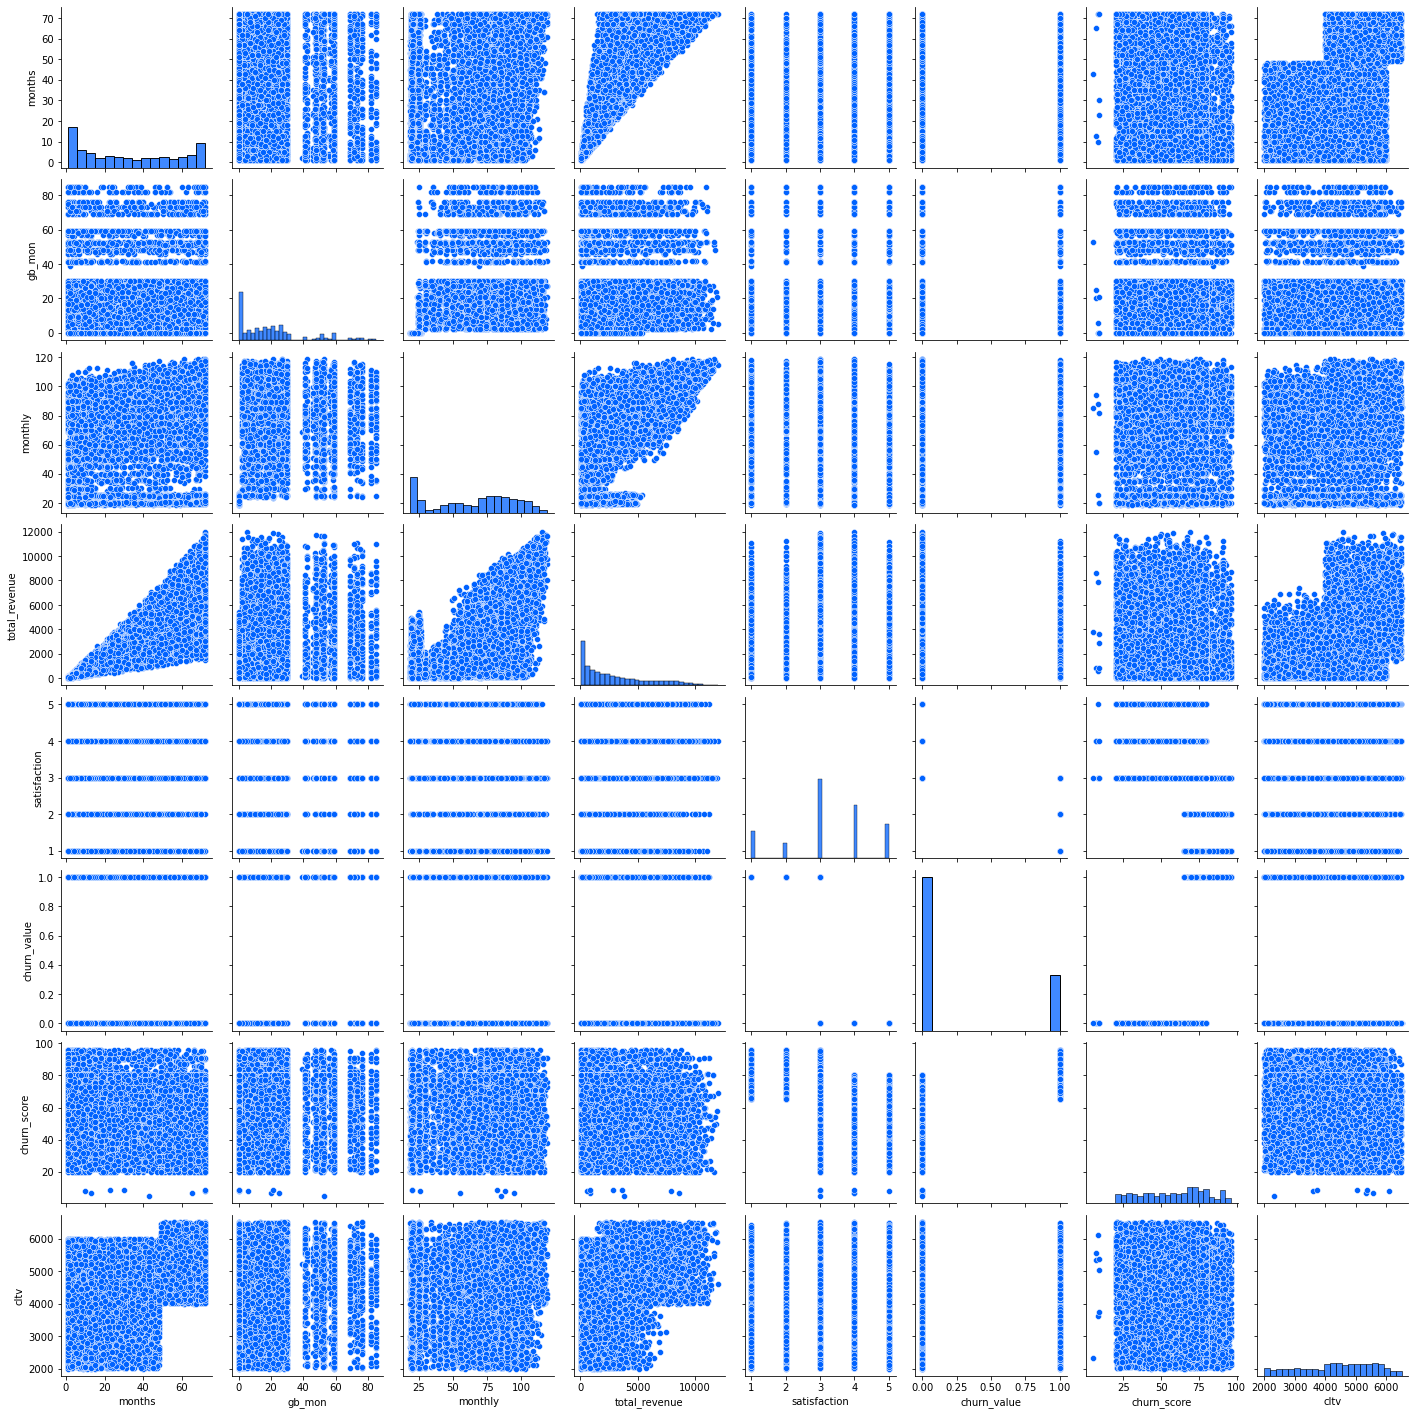 70
60
50
40
30
20
10
0
months
80
60
40
20
0
gb_mon
120
100
80
60
40
20
monthly
12000
10000
8000
6000
4000
2000
0
total_revenue
5
4
3
2
1
satisfaction
1.0
0.8
0.6
0.4
0.2
0.0
churn_value
100
80
60
40
20
churn_score
6000
5000
4000
3000
2000
cltv
0 20 40 60
0 20 40 60 80
25 50 75 100
0 5000 10000
1 2 3 4 5
0.00 0.25 0.50 0.75 1.00
25 50 75 100
2000 3000 4000 5000 6000
months gb_mon monthly total_revenue satisfaction churn_value churn_score cltv